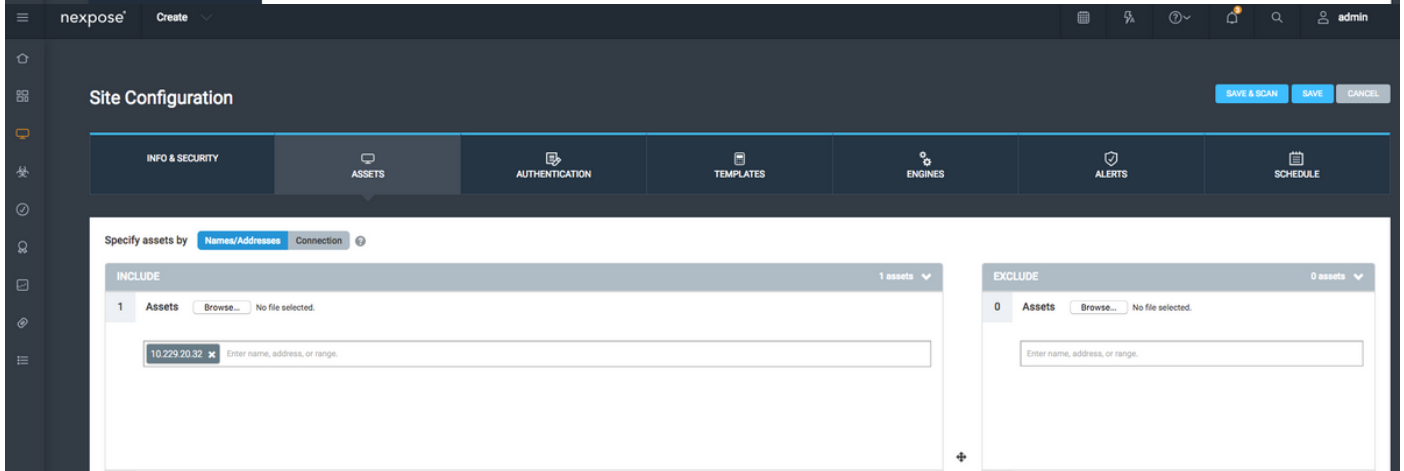 nexpose® Create
3
admin
Site Configuration
SAVE & SCAN SAVE CANCEL
INFO & SECURITY ASSETS AUTHENTICATION TEMPLATES ENGINES ALERTS SCHEDULE
Specify assets by Names/Addresses Connection ?
INCLUDE 1 assets
1 Assets Browse... No file selected.
10.229.20.32 × Enter name, address, or range.
EXCLUDE 0 assets
0 Assets Browse... No file selected.
Enter name, address, or range.